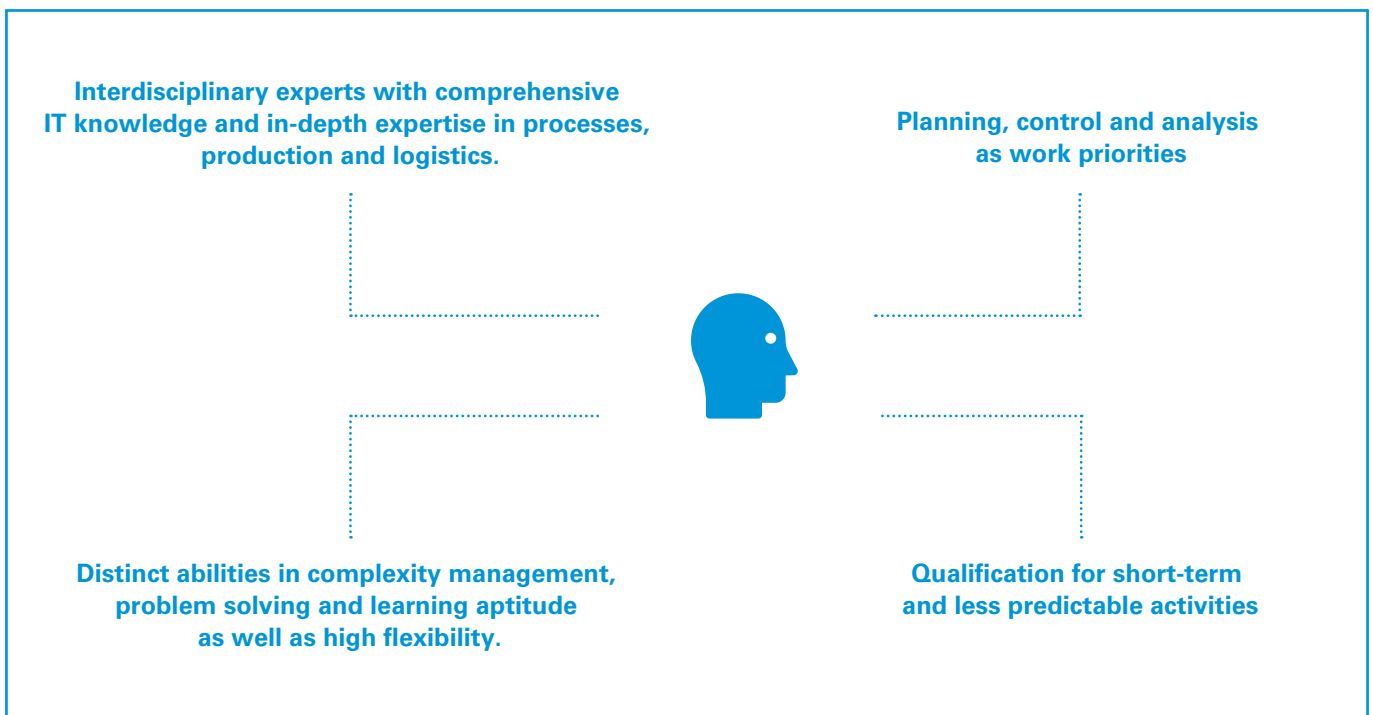 Interdisciplinary experts with comprehensive
IT knowledge and in-depth expertise in processes,
production and logistics.
Planning, control and analysis
as work priorities
Distinct abilities in complexity management,
problem solving and learning aptitude
as well as high flexibility.
Qualification for short-term
and less predictable activities